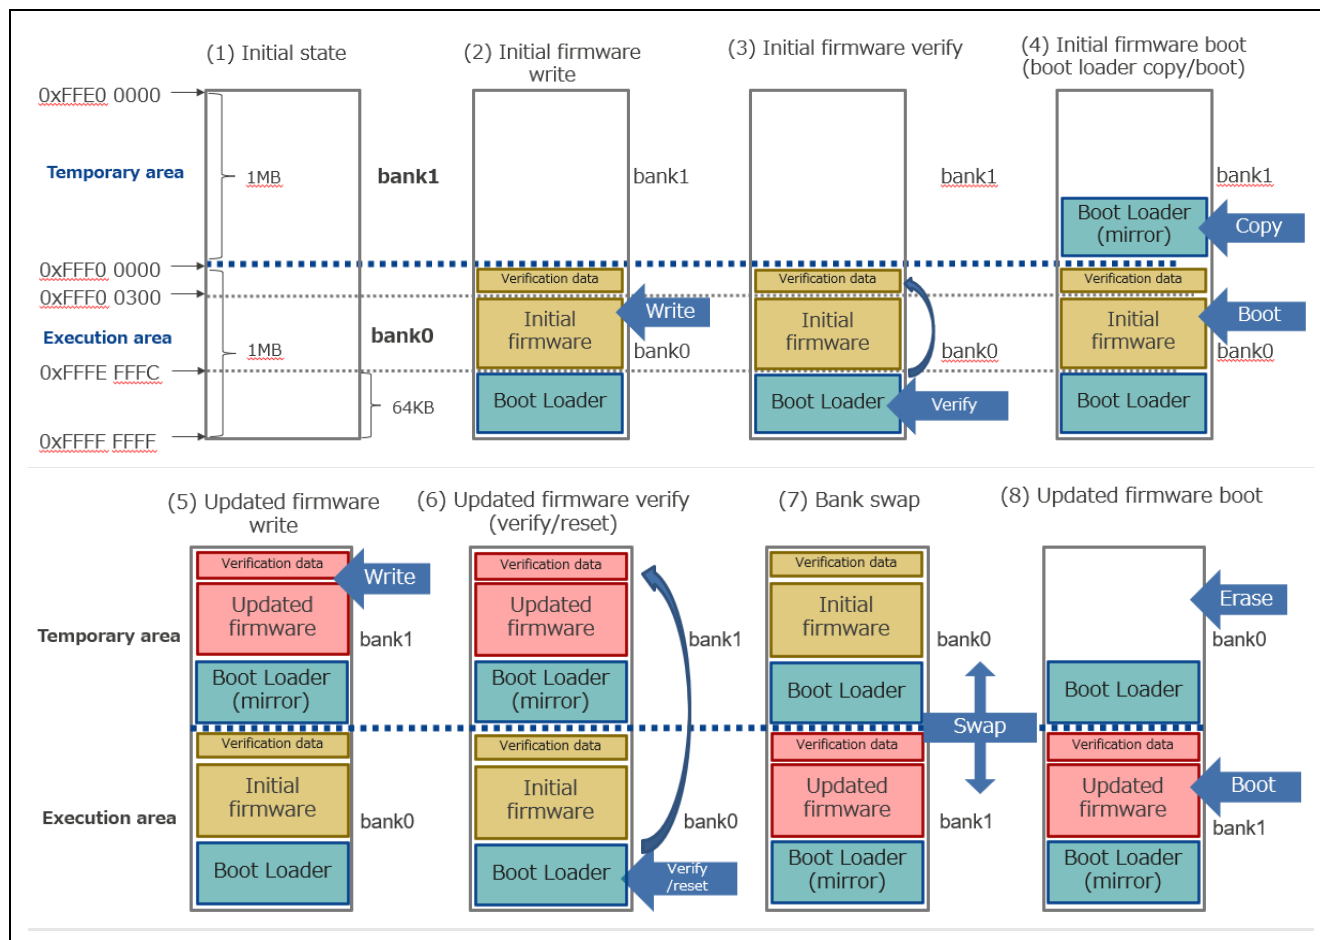 (1) Initial state
(2) Initial firmware
write
(3) Initial firmware verify
(4) Initial firmware boot
(boot loader copy/boot)
0xFFE0 0000
Temporary area
1MB
bank1
bank1
bank1
bank1
Boot Loader
(mirror)
Copy
0xFFF0 0000
0xFFF0 0300
Execution area
1MB
bank0
0xFFFE FFFC
64KB
0xFFFF FFFF
Verification data
Initial
firmware
Write
bank0
Boot Loader
Verification data
Initial
firmware
bank0
Boot Loader
Verify
Verification data
Initial
firmware
Boot
bank0
Boot Loader
(5) Updated firmware
write
(6) Updated firmware verify
(verify/reset)
(7) Bank swap
(8) Updated firmware boot
Temporary area
Execution area
Verification data
Write
Updated
firmware
bank1
Boot Loader
(mirror)
Verification data
Initial
firmware
bank0
Boot Loader
Verification data
Updated
firmware
bank1
Boot Loader
(mirror)
Verification data
Initial
firmware
bank0
Boot Loader
Verify
/reset
Verification data
Initial
firmware
bank0
Boot Loader
Swap
Verification data
Updated
firmware
bank1
Boot Loader
(mirror)
Erase
bank0
Boot Loader
Verification data
Updated
firmware
Boot
bank1
Boot Loader
(mirror)